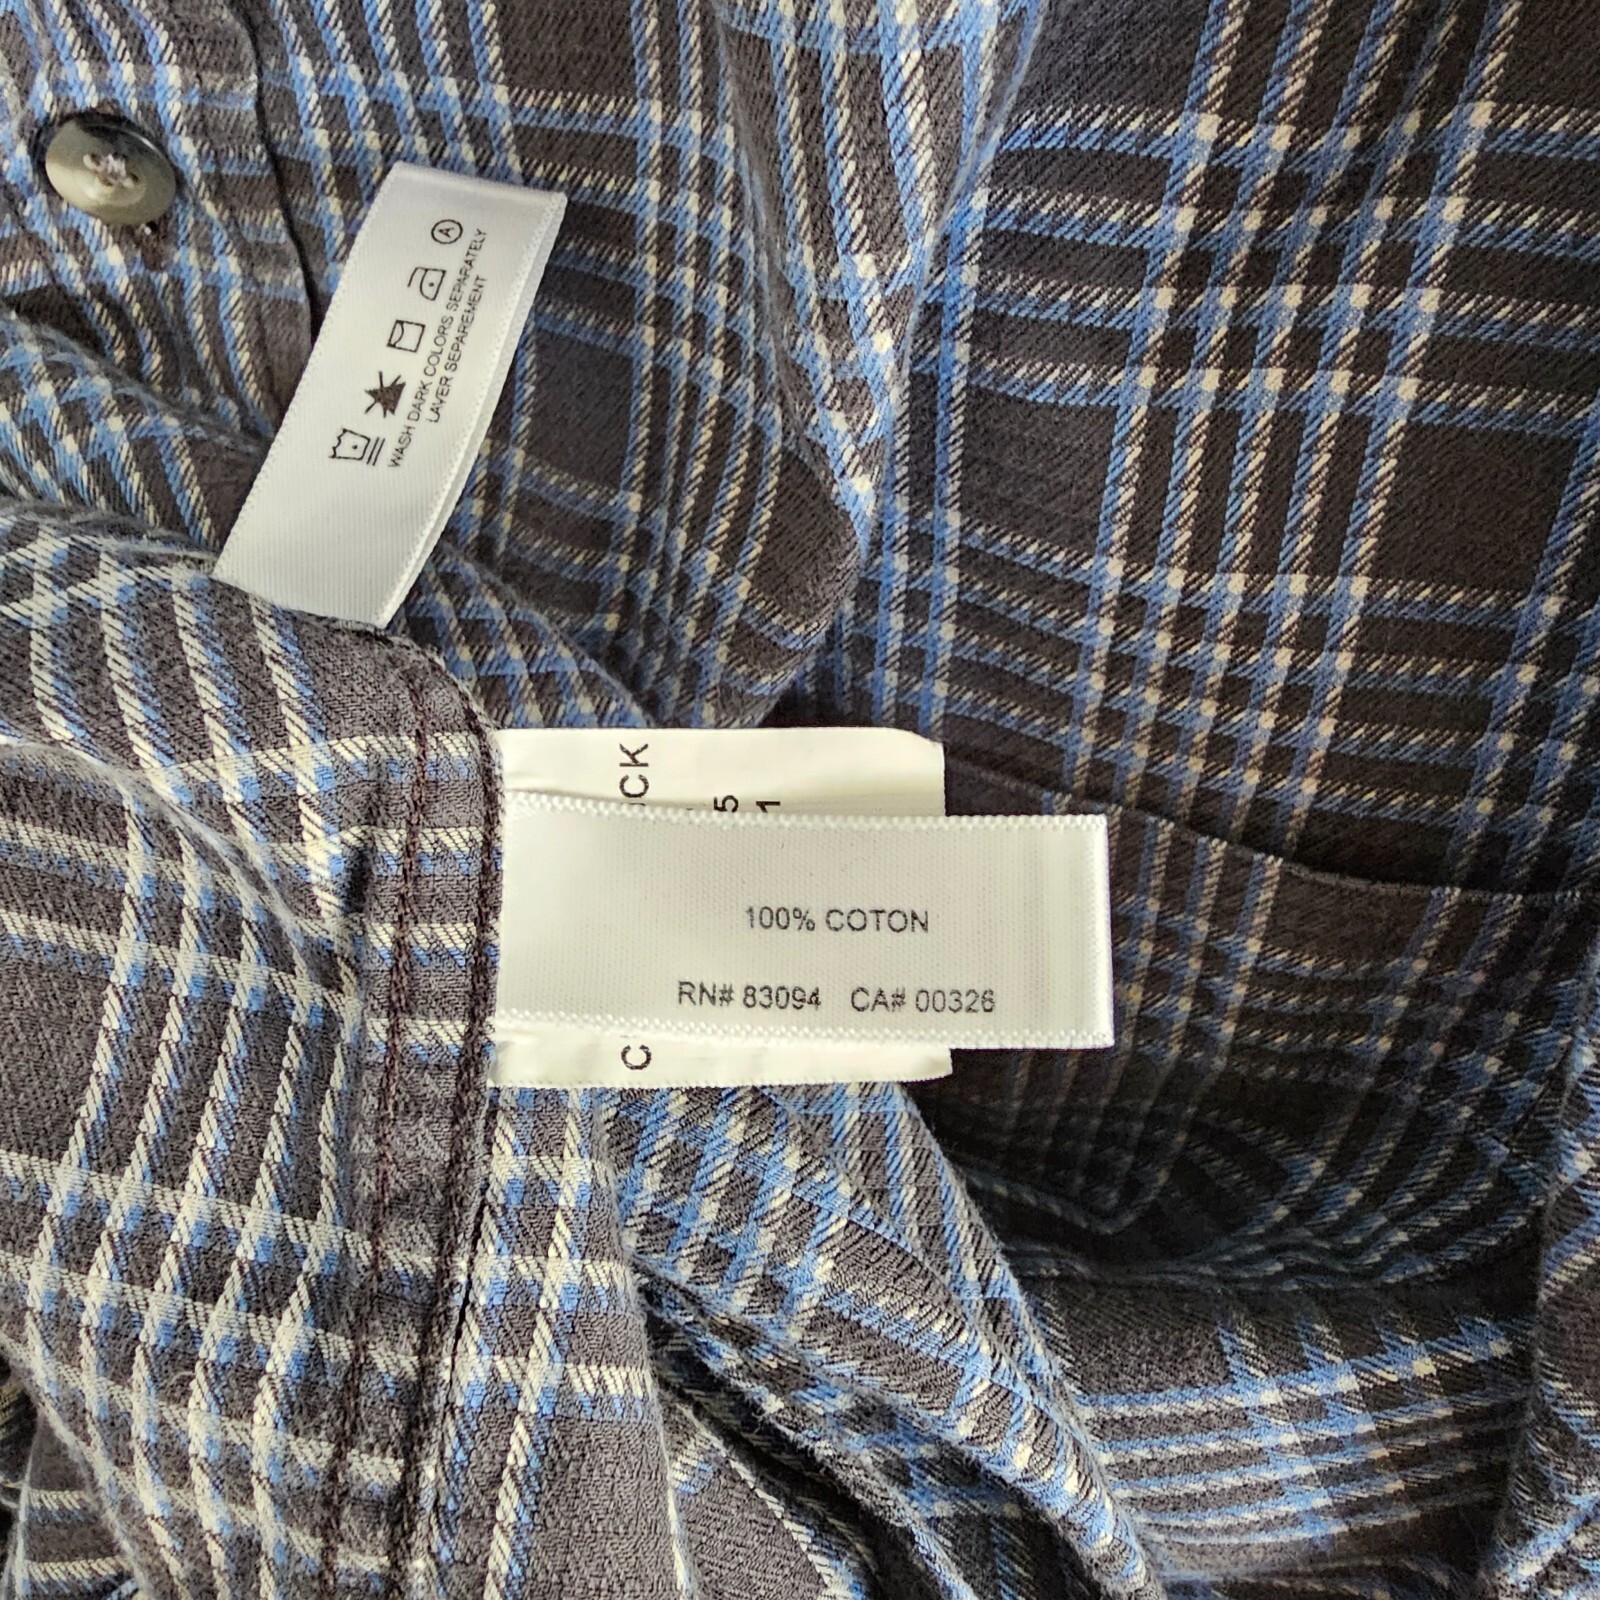 WASH DARK COLORS SEPARATELY
LAVER SEPAREMENT
A
CK
5
1
100% COTON
RN# 83094 CA# 00326
C